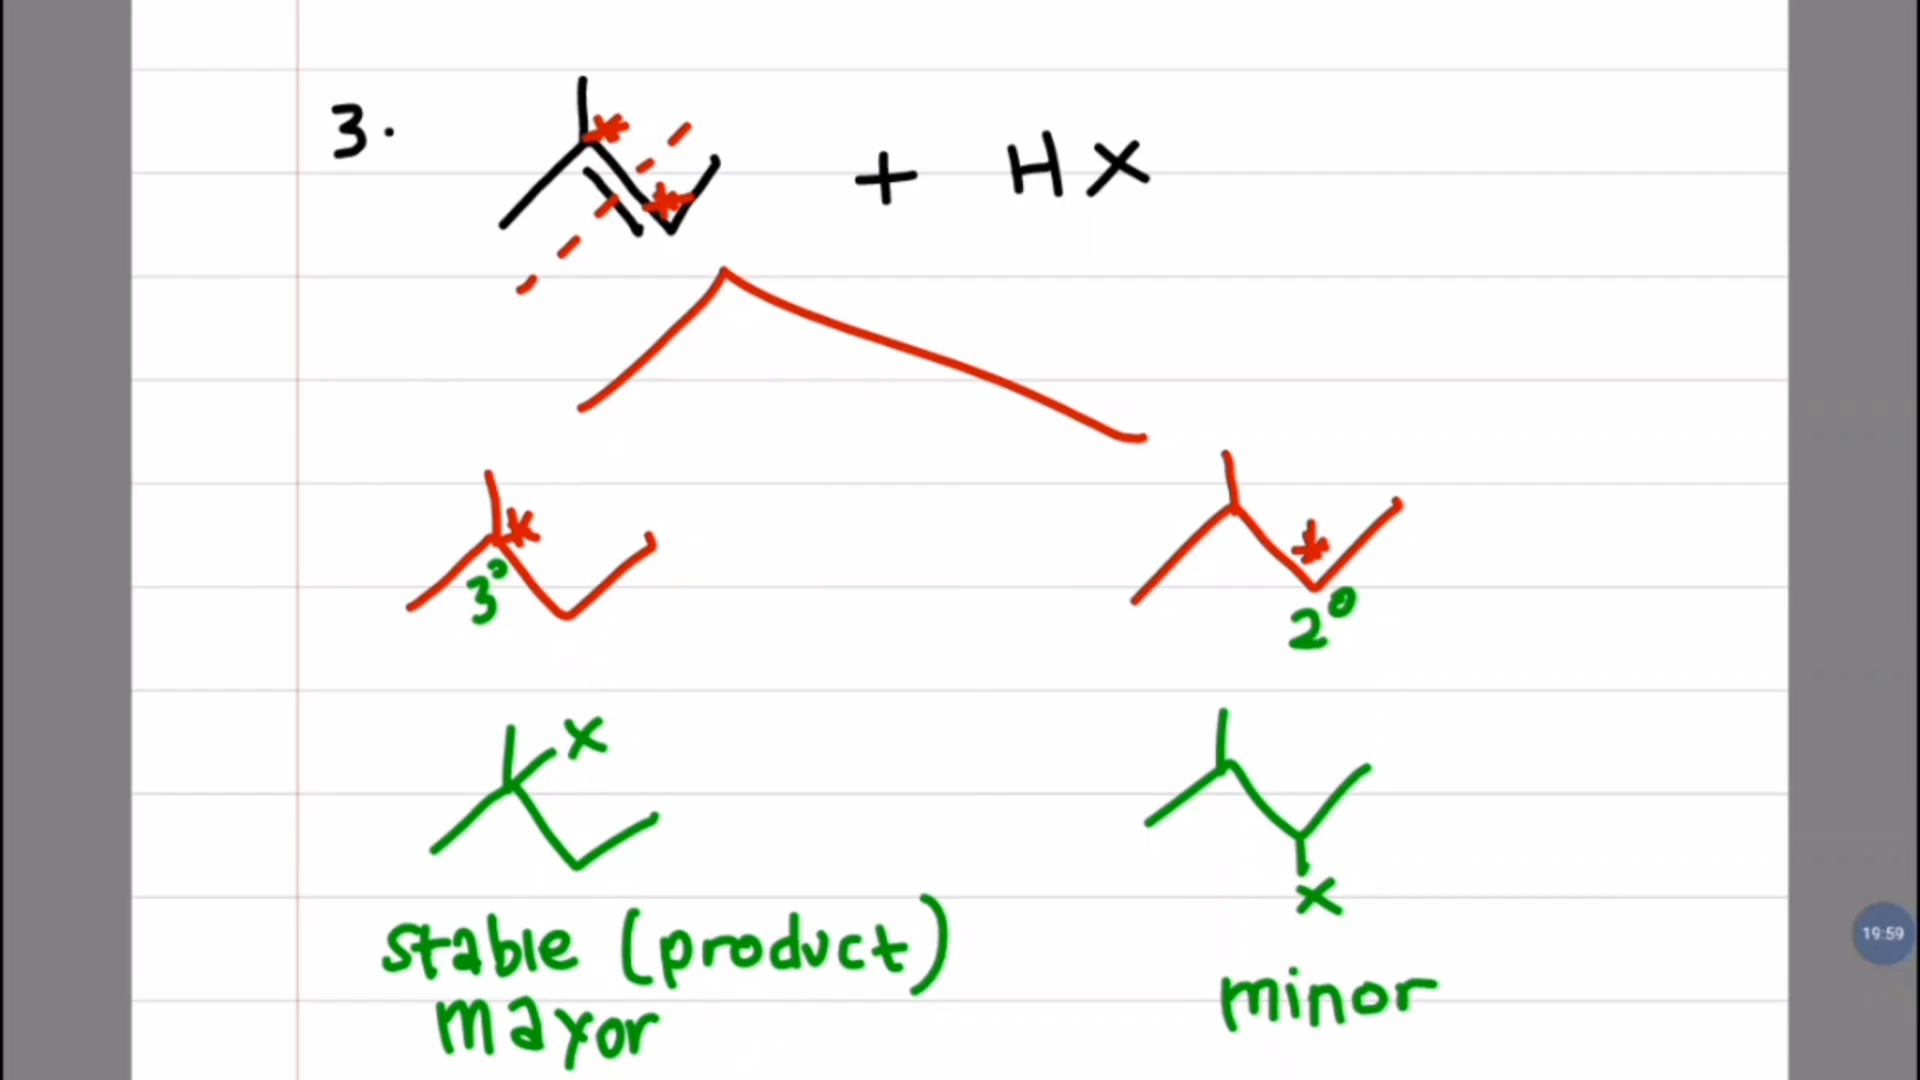 3. + HX
3° 2°
X
X
stable (product) 
mayor
minor
19:59